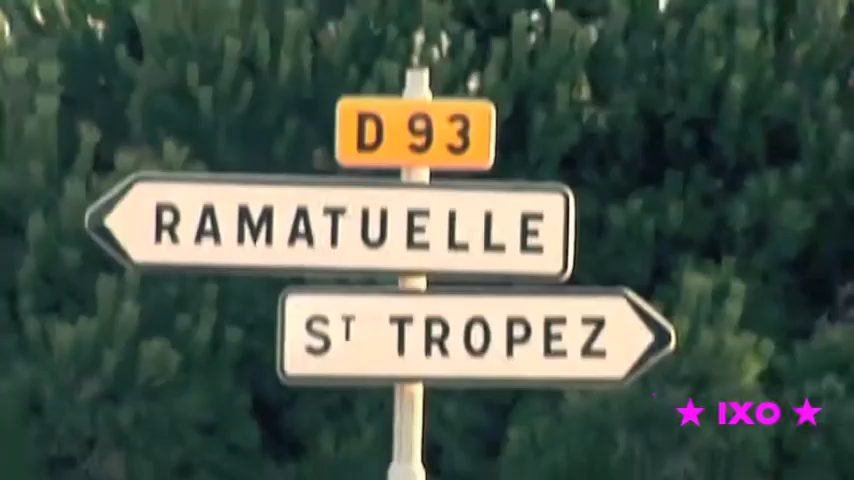 D 93
RAMATUELLE
ST TROPEZ
★ IXO ★